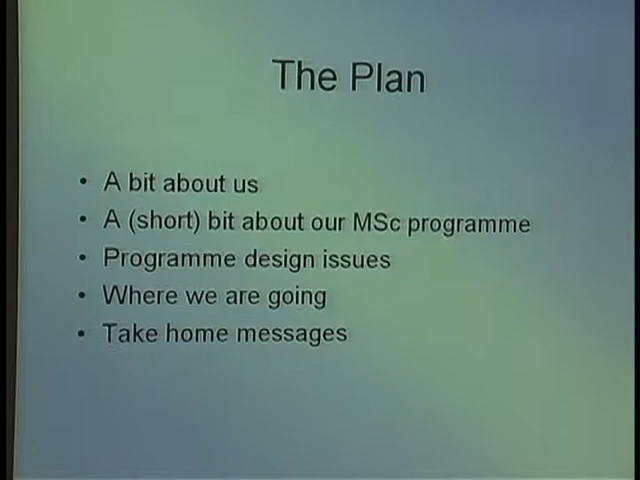 The Plan
• A bit about us
• A (short) bit about our MSc programme
• Programme design issues
• Where we are going
• Take home messages